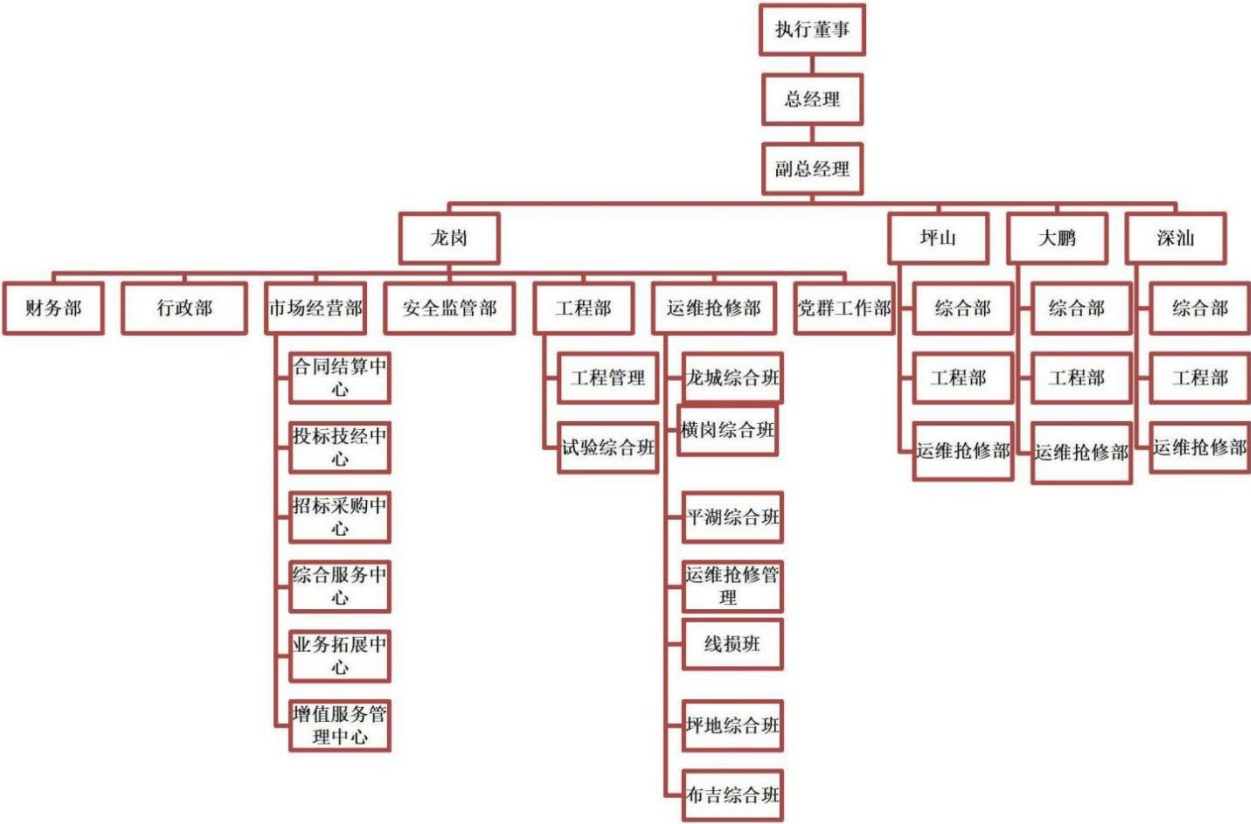 执行董事
总经理
副总经理
龙岗
坪山
大鹏
深汕
财务部
行政部
市场经营部
安全监管部
工程部
运维抢修部
党群工作部
综合部
综合部
综合部
合同结算中
心
工程管理
龙城综合班
工程部
工程部
工程部
投标技经中
心
试验综合班
横岗综合班
运维抢修部
运维抢修部
运维抢修部
招标采购中
心
平湖综合班
综合服务中
心
运维抢修管
理
业务拓展中
心
线损班
增值服务管
理中心
坪地综合班
布吉综合班